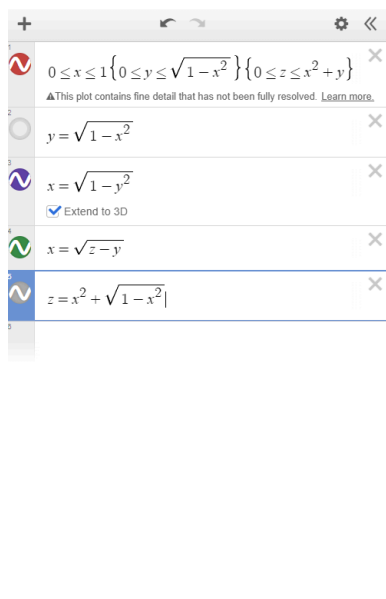 1
0 ≤ x ≤ 1{0 ≤ y ≤ √(1 − x²)}{0 ≤ z ≤ x² + y}
This plot contains fine detail that has not been fully resolved. Learn more.
2
y = √(1 − x²)
3
x = √(1 − y²)
Extend to 3D
4
x = √(z − y)
5
z = x² + √(1 − x²)
6